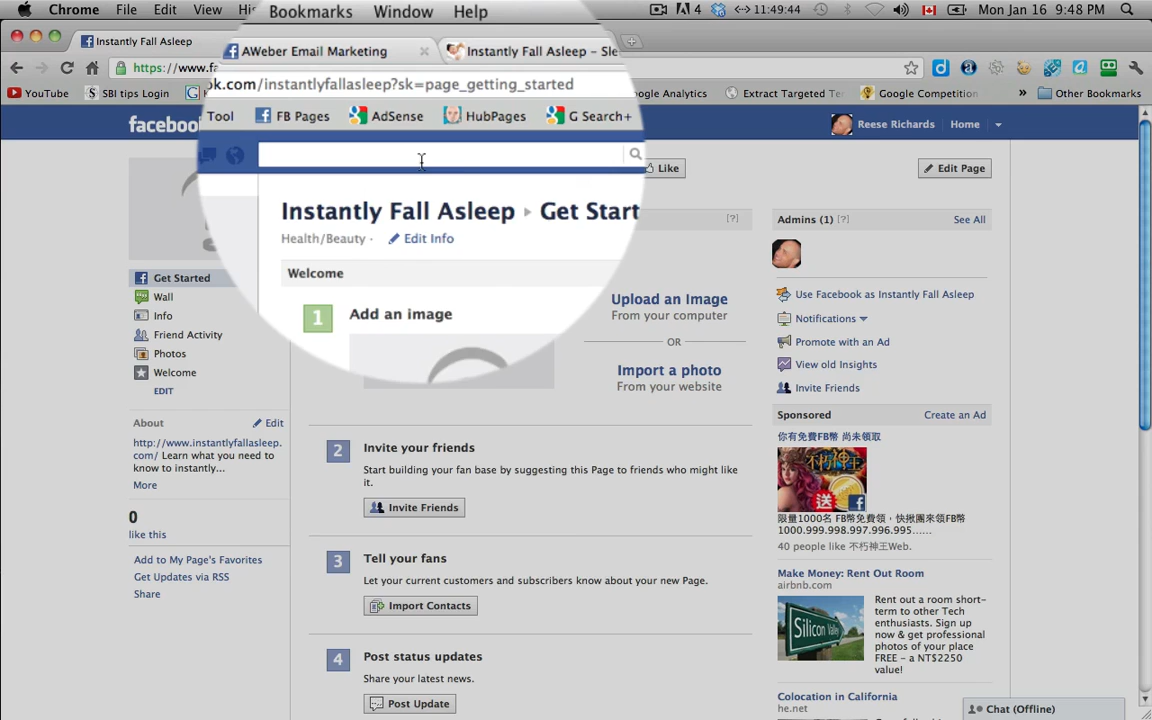 Chrome File Edit View His Bookmarks Window Help 4 11:49:44 Mon Jan 16 9:48 PM
Instantly Fall Asleep AWeber Email Marketing Instantly Fall Asleep – Sle
https://www.fa ok.com/instantlyfallasleep?sk=page_getting_started
YouTube SBI tips Login Tool FB Pages AdSense HubPages G Search+ oogle Analytics Extract Targeted Te Google Competition » Other Bookmarks
facebook Reese Richards Home
Instantly Fall Asleep Get Start
Like
Edit Page
Health/Beauty · Edit Info
Welcome
[?]
1 Add an image
Upload an Image
From your computer
OR
Import a photo
From your website
2 Invite your friends
Start building your fan base by suggesting this Page to friends who might like
it.
Invite Friends
3 Tell your fans
Let your current customers and subscribers know about your new Page.
Import Contacts
4 Post status updates
Share your latest news.
Post Update
Get Started
Wall
Info
Friend Activity
Photos
Welcome
EDIT
About Edit
http://www.instantlyfallasleep.
com/ Learn what you need to
know to instantly...
More
0
like this
Add to My Page's Favorites
Get Updates via RSS
Share
Admins (1) [?] See All
Use Facebook as Instantly Fall Asleep
Notifications
Promote with an Ad
View old Insights
Invite Friends
Sponsored Create an Ad
你有免費FB幣 尚未領取
不朽神王
送
限量1000名 FB幣免費領，快揪團來領FB幣
1000.999.998.997.996.995......
40 people like 不朽神王Web.
Make Money: Rent Out Room
airbnb.com
Silicon Valley
Rent out a room short-
term to other Tech
enthusiasts. Sign up
now & get professional
photos of your place
FREE – a NT$2250
value!
Colocation in California
he.net
Chat (Offline)